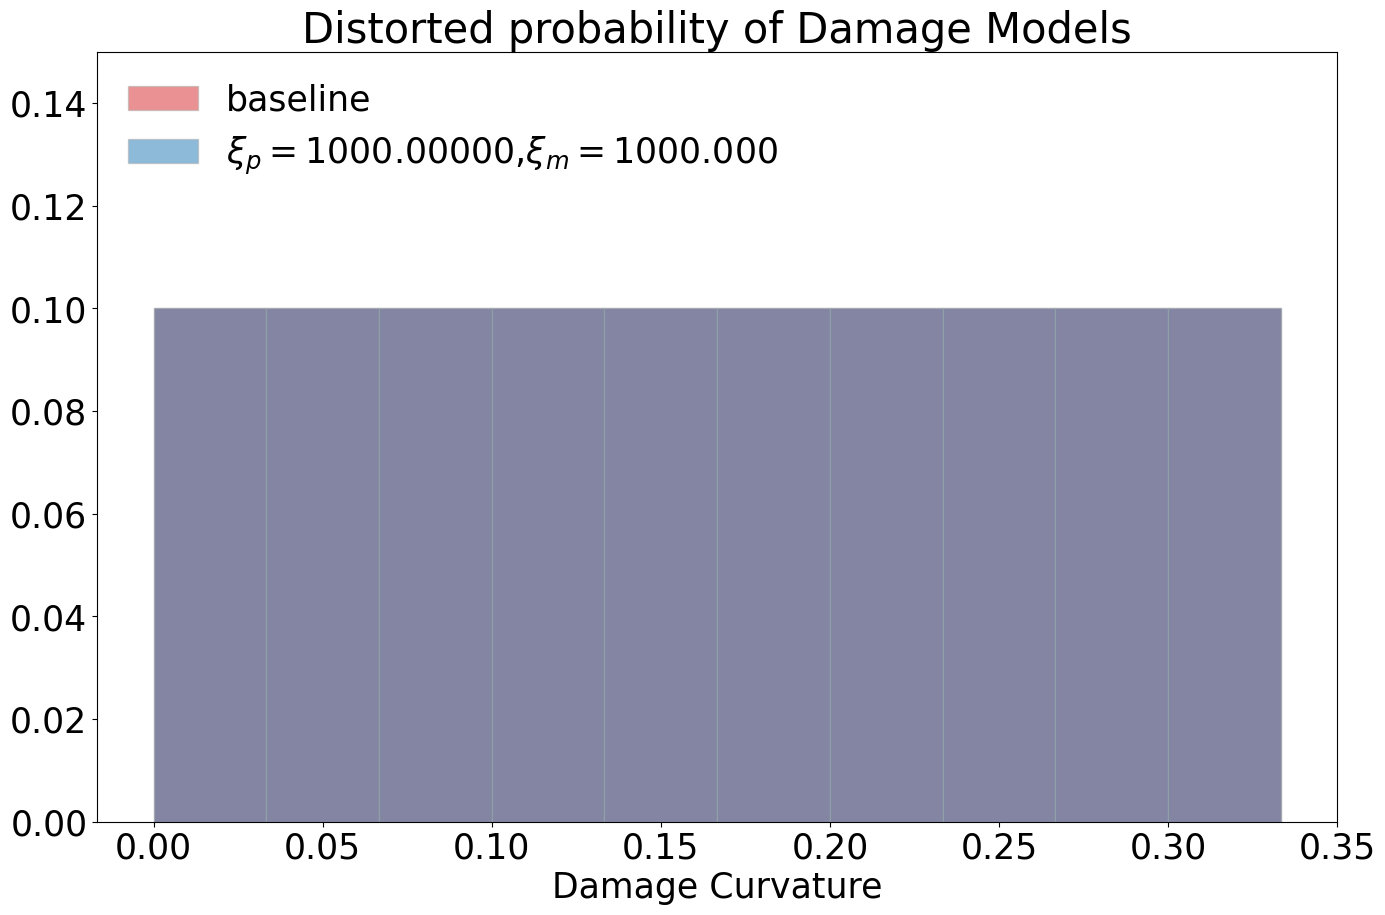 Distorted probability of Damage Models
baseline
ξₚ = 1000.00000,ξₘ = 1000.000
0.14
0.12
0.10
0.08
0.06
0.04
0.02
0.00
0.00 0.05 0.10 0.15 0.20 0.25 0.30 0.35
Damage Curvature